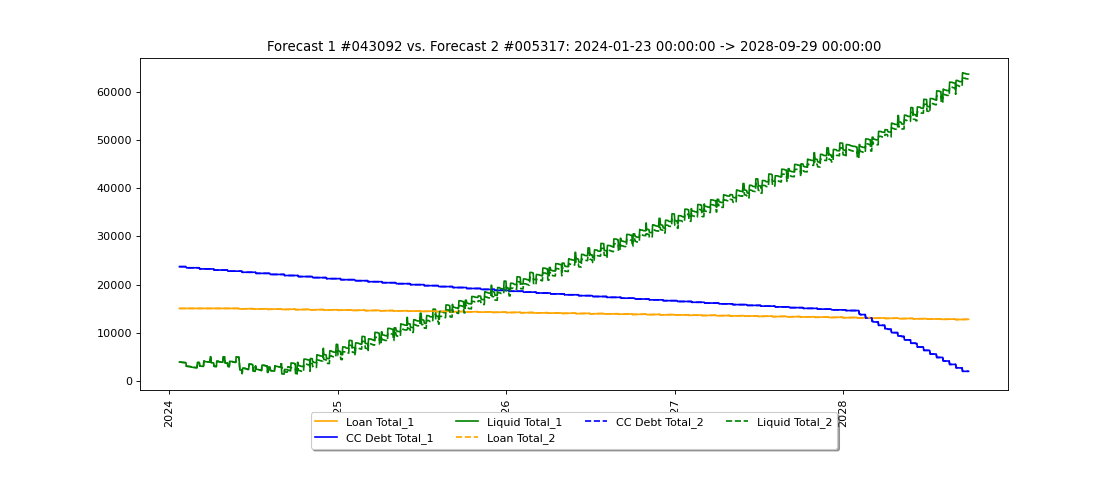 Forecast 1 #043092 vs. Forecast 2 #005317: 2024-01-23 00:00:00 -> 2028-09-29 00:00:00
60000
50000
40000
30000
20000
10000
0
2024
25
26
27
2028
Loan Total_1
Liquid Total_1
CC Debt Total_2
Liquid Total_2
CC Debt Total_1
Loan Total_2